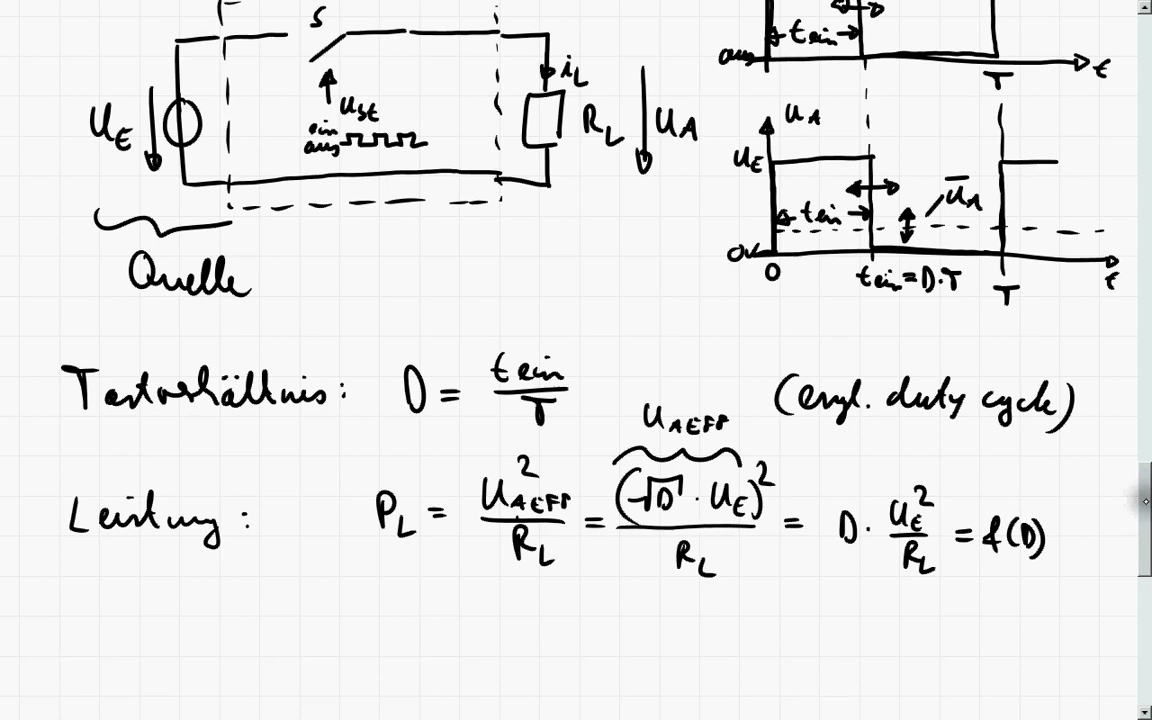 S
U_E
U_St
ein
aus
i_L
R_L
U_A
Quelle
t_ein
aus
T
t
U_A
U_E
t_ein
Ū_A
0V
0
t_ein = D·T
T
t
Tastverhältnis: D = t_ein / T (engl. duty cycle)
U_AEFF
Leistung: P_L = U_AEFF² / R_L = (√D · U_E)² / R_L = D · U_E² / R_L = f(D)